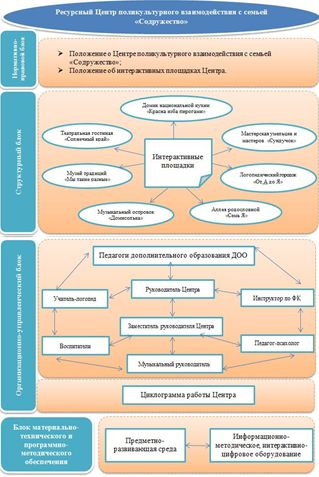 Ресурсный Центр поликультурного взаимодействия с семьей
«Содружество»
Нормативно-
правовой блок
Положение о Центре поликультурного взаимодействия с семьей
«Содружество»;
Положение об интерактивных площадках Центра.
Структурный блок
Домик национальной кухни
«Красна изба пирогами»
Театральная гостиная
«Солнечный край»
Мастерская умельцев и
мастеров «Сундучок»
Интерактивные
площадки
Музей традиций
«Мы такие разные»
Логопедический уголок
«От А до Я»
Музыкальный островок
«Домисолька»
Аллея родословной
«Семь Я»
Организационно-управленческий блок
Педагоги дополнительного образования ДОО
Учитель-логопед
Руководитель Центра
Инструктор по ФК
Заместитель руководителя Центра
Воспитатели
Педагог-психолог
Музыкальный руководитель
Циклограмма работы Центра
Блок материально-
технического и
программно-
методического
обеспечения
Предметно-
развивающая среда
Информационно-
методическое, интерактивно-
цифровое оборудование